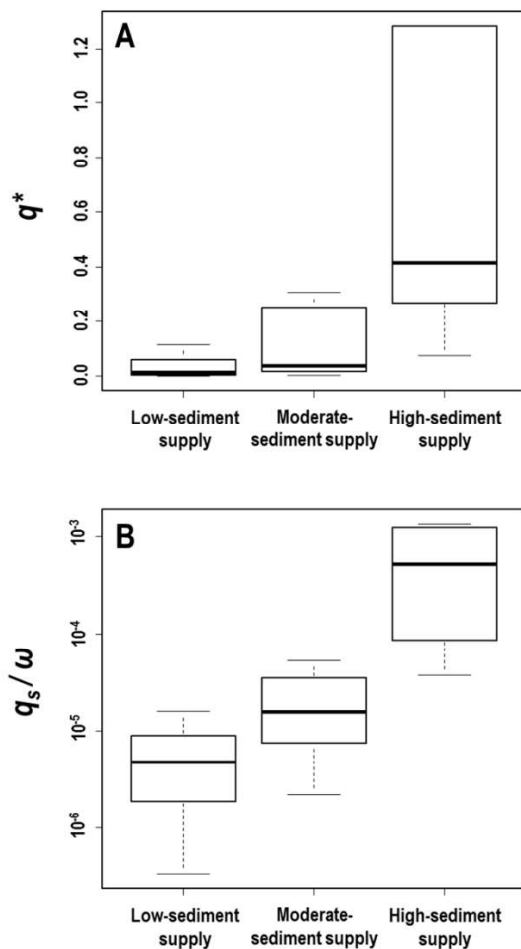 A
1.2
1.0
0.8
0.6
0.4
0.2
0.0
q*
Low-sediment supply
Moderate-sediment supply
High-sediment supply
B
10-3
10-4
10-5
10-6
qs/ω
Low-sediment supply
Moderate-sediment supply
High-sediment supply